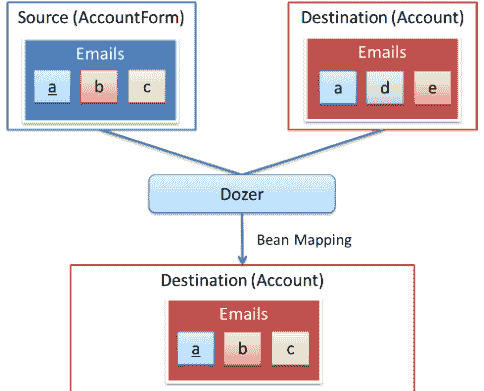 Source (AccountForm)
Emails
a b c
Destination (Account)
Emails
a d e
Dozer
Bean Mapping
Destination (Account)
Emails
a b c